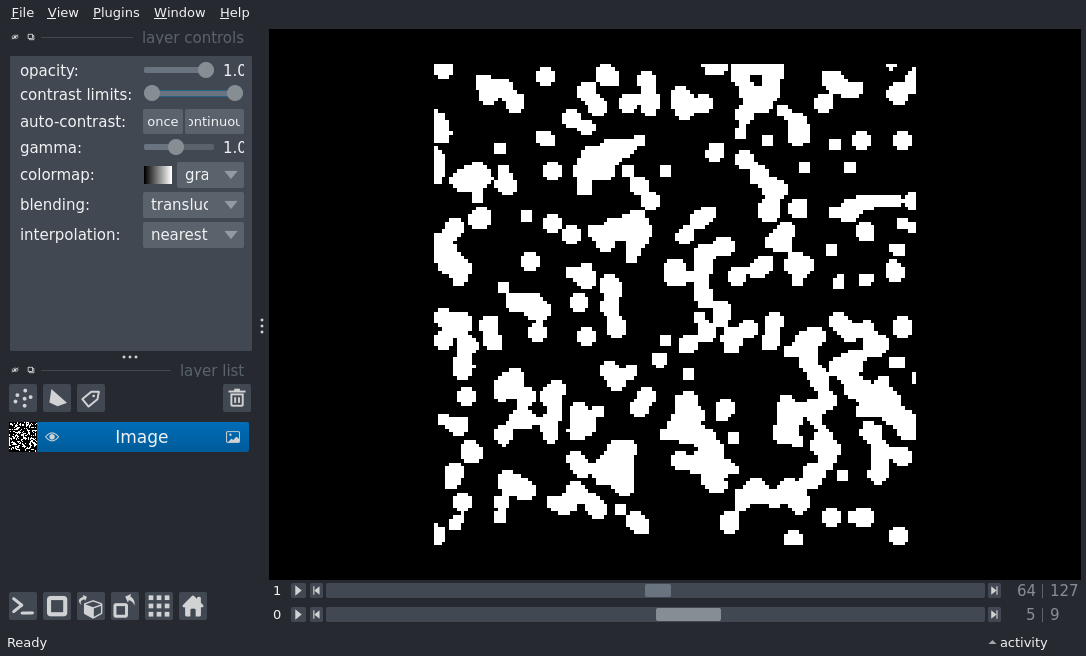 File View Plugins Window Help
layer controls
opacity: 1.0
contrast limits:
auto-contrast: once ontinuou
gamma: 1.0
colormap: gra
blending: transluc
interpolation: nearest
layer list
Image
1 64 127
0 5 9
Ready activity